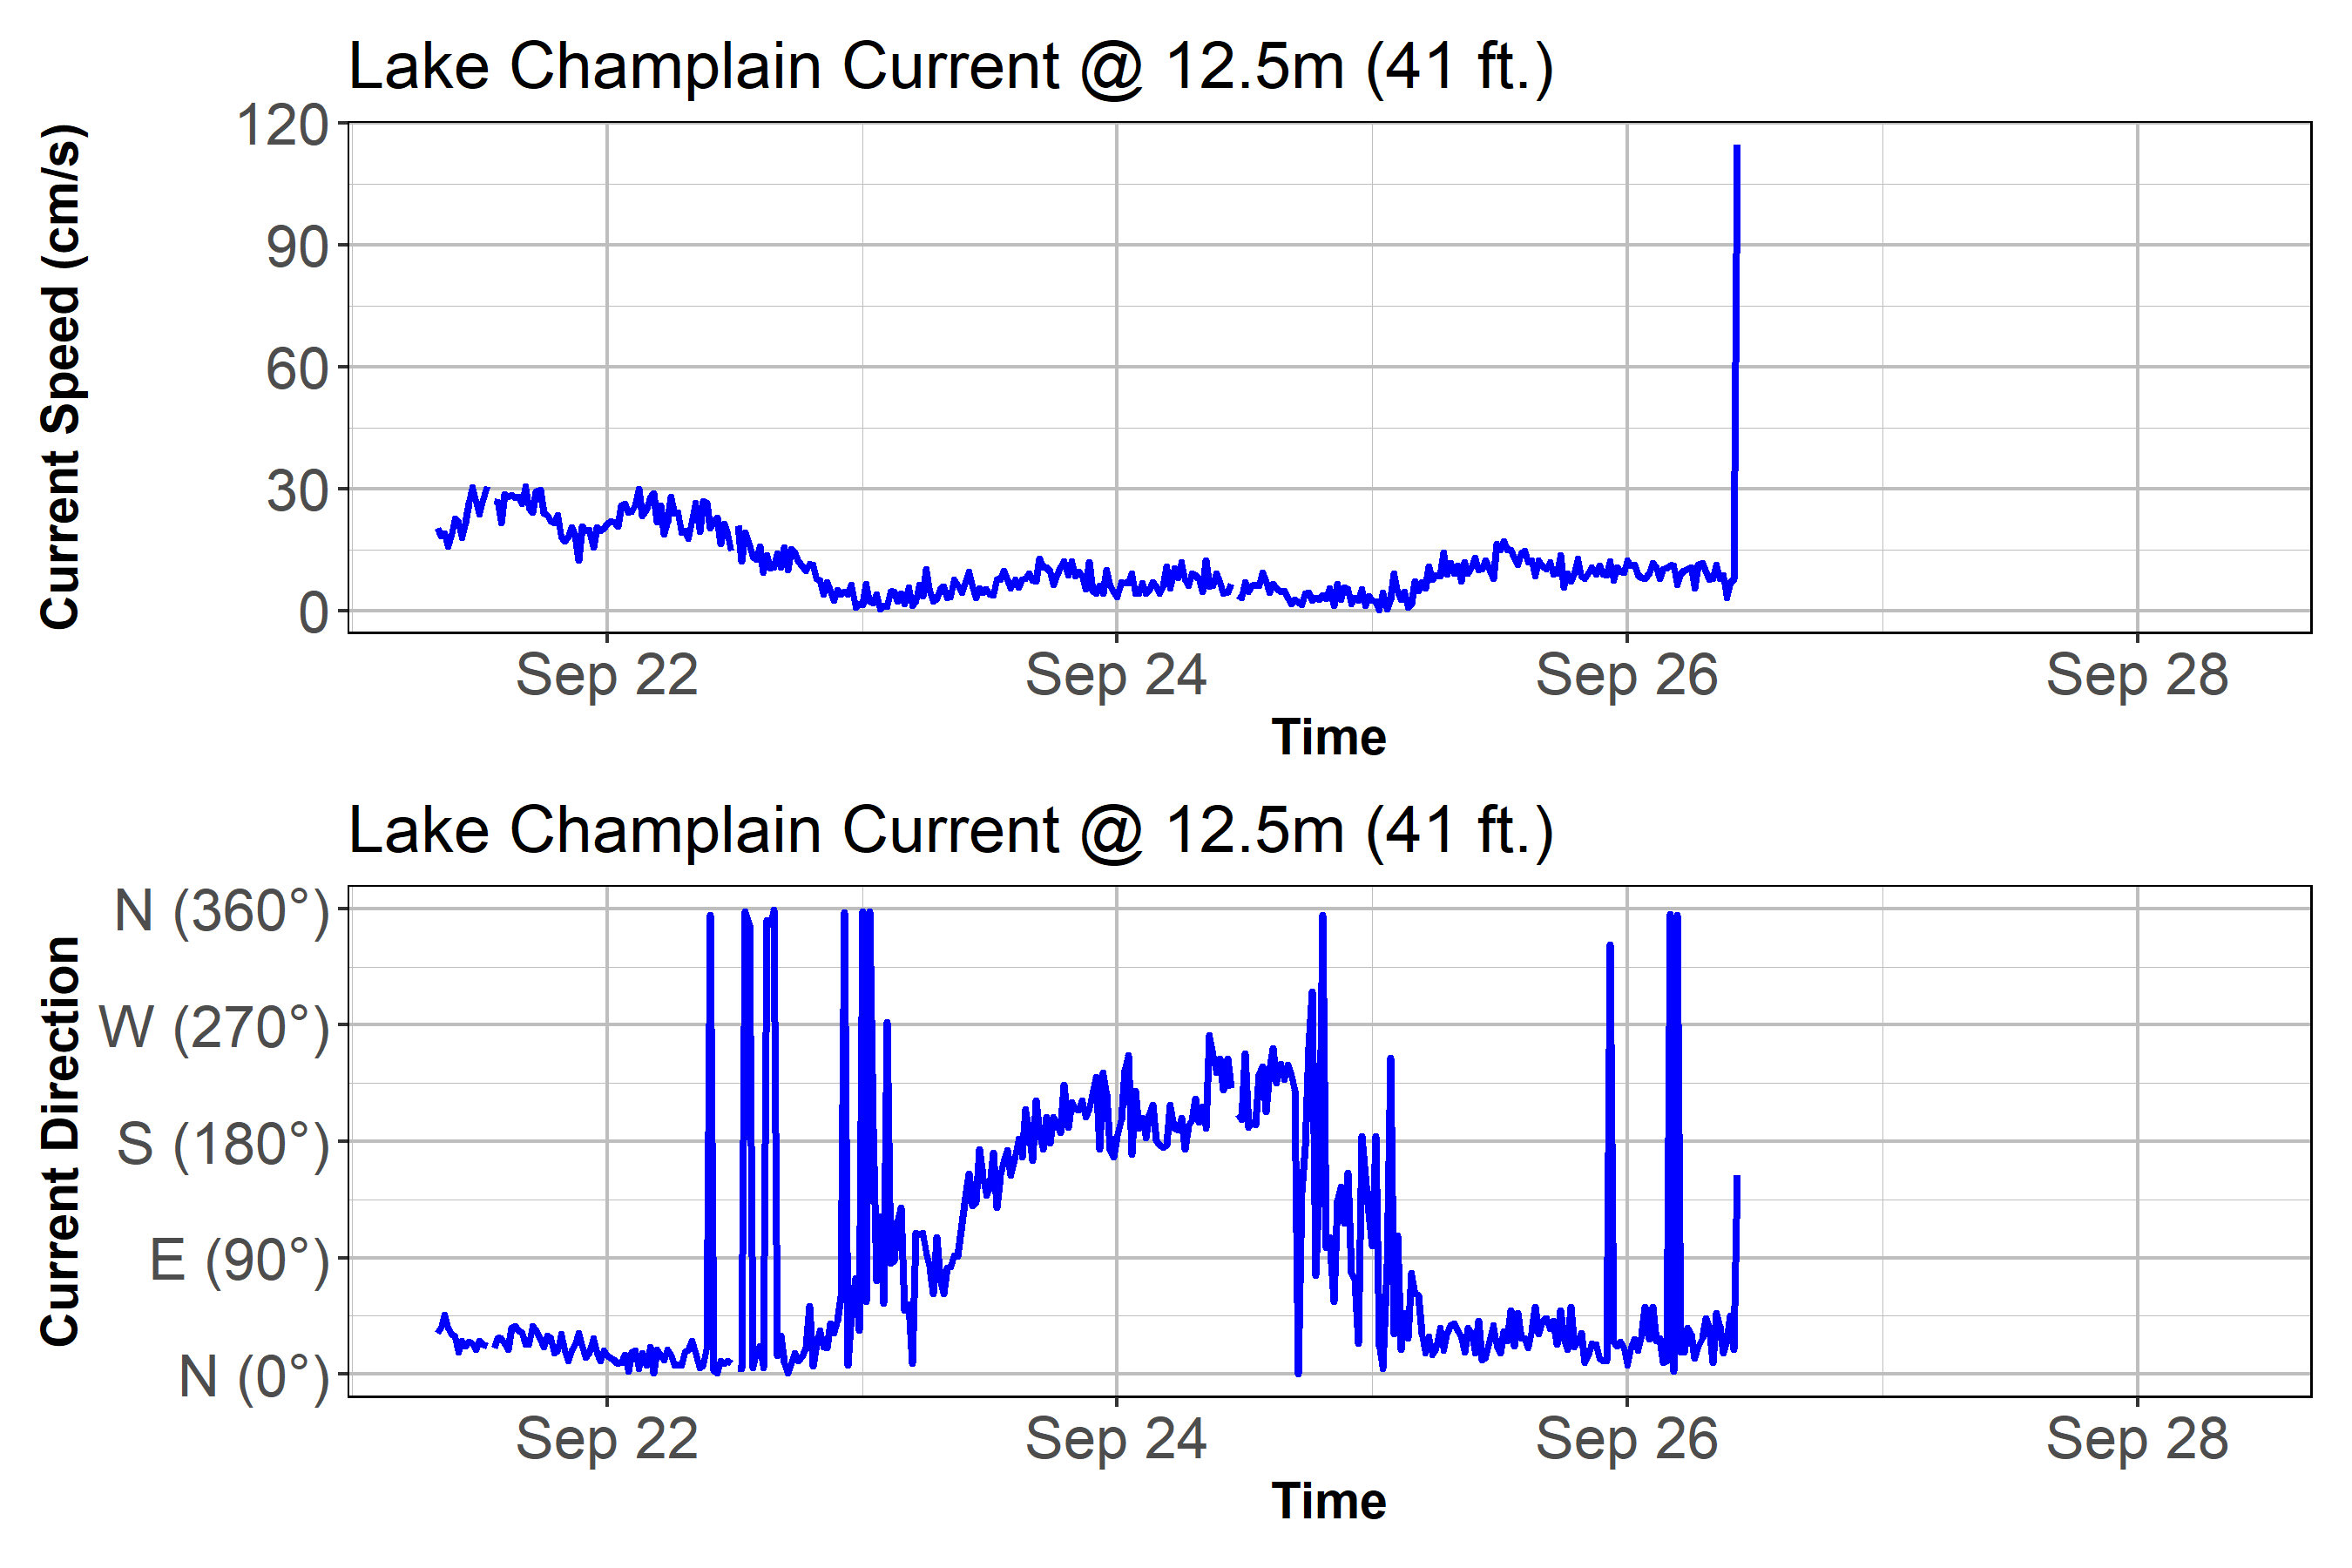 Lake Champlain Current @ 12.5m (41 ft.)
Current Speed (cm/s)
120
90
60
30
0
Sep 22 Sep 24 Sep 26 Sep 28
Time
Lake Champlain Current @ 12.5m (41 ft.)
Current Direction
N (360°)
W (270°)
S (180°)
E (90°)
N (0°)
Sep 22 Sep 24 Sep 26 Sep 28
Time